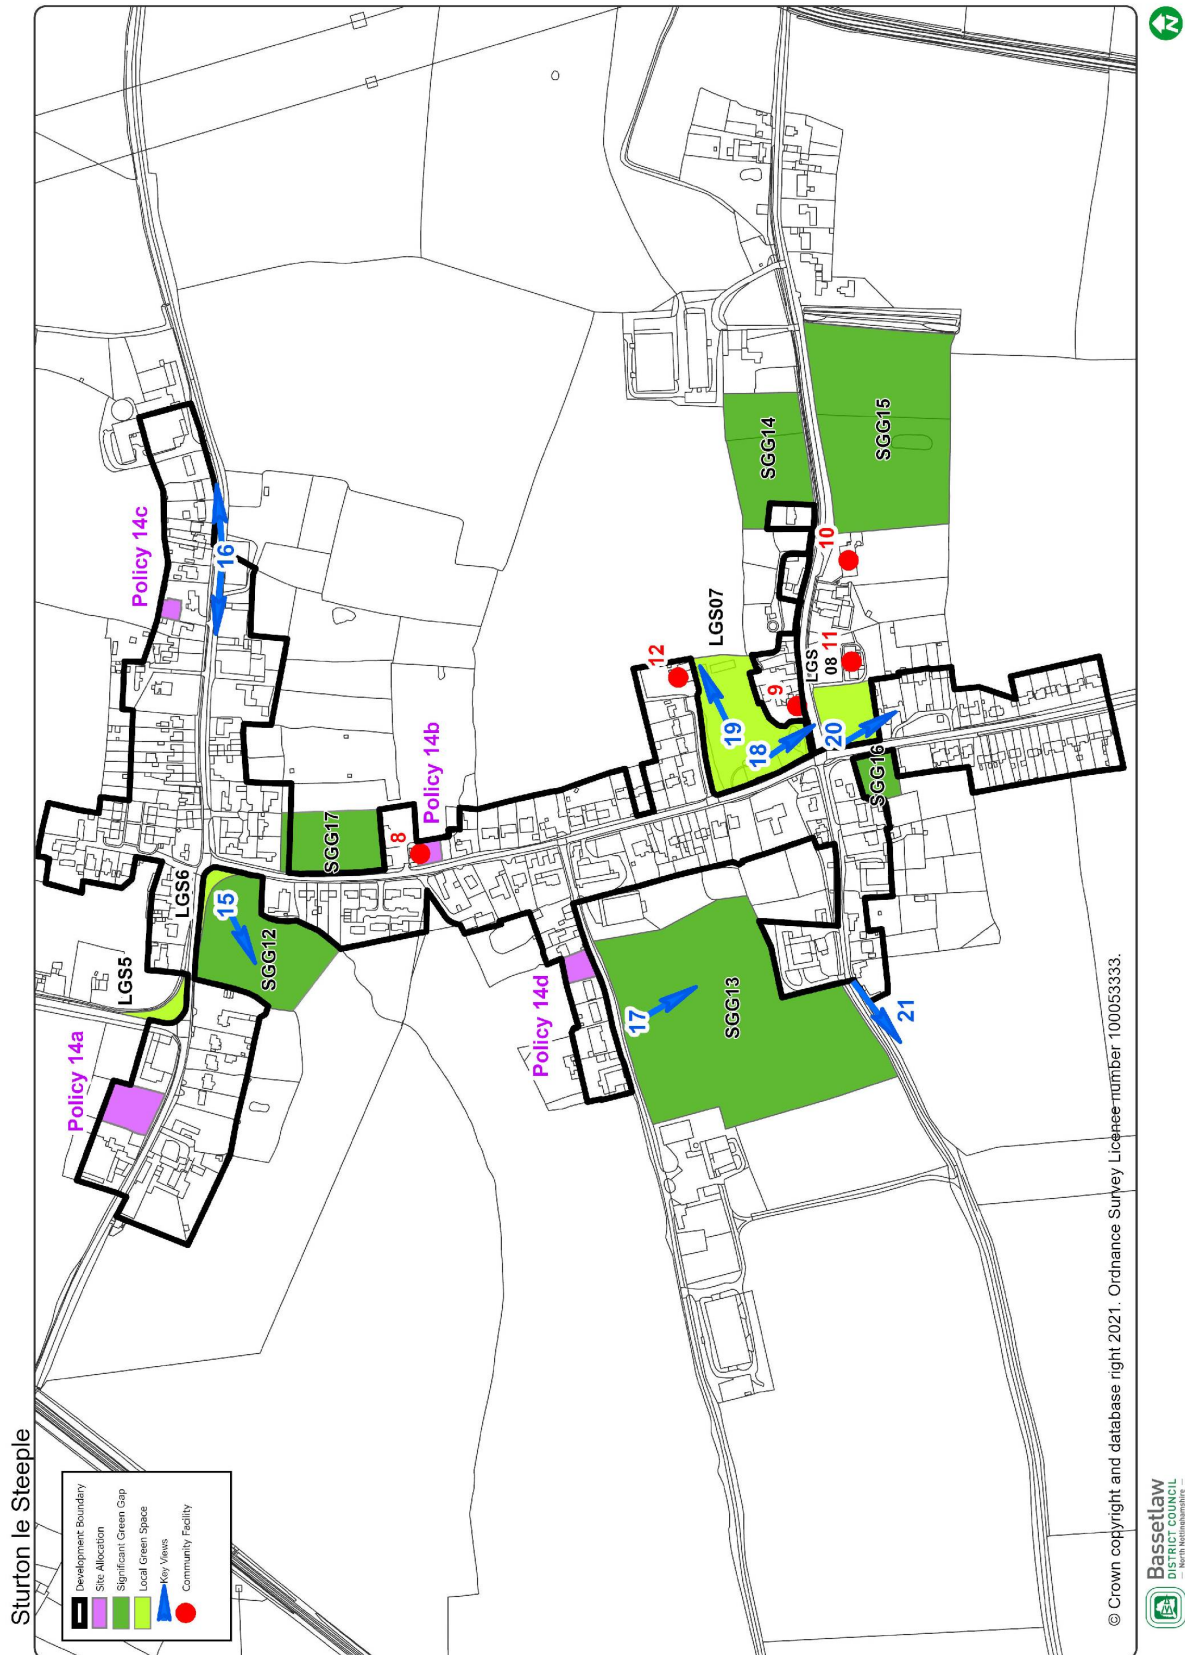 Sturton le Steeple
Development Boundary
Site Allocation
Significant Green Gap
Local Green Space
Key Views
Community Facility
Policy 14a
LGS5
LGS6
Policy 14c
16
15
SGG12
SGG17
8
Policy 14b
Policy 14d
17
SGG13
12
LGS07
19
18
9
20
LGS
08
11
10
SGG14
SGG15
SGG16
21
© Crown copyright and database right 2021. Ordnance Survey Licence number 100053333.
Bassetlaw
DISTRICT COUNCIL
— North Nottinghamshire —
N